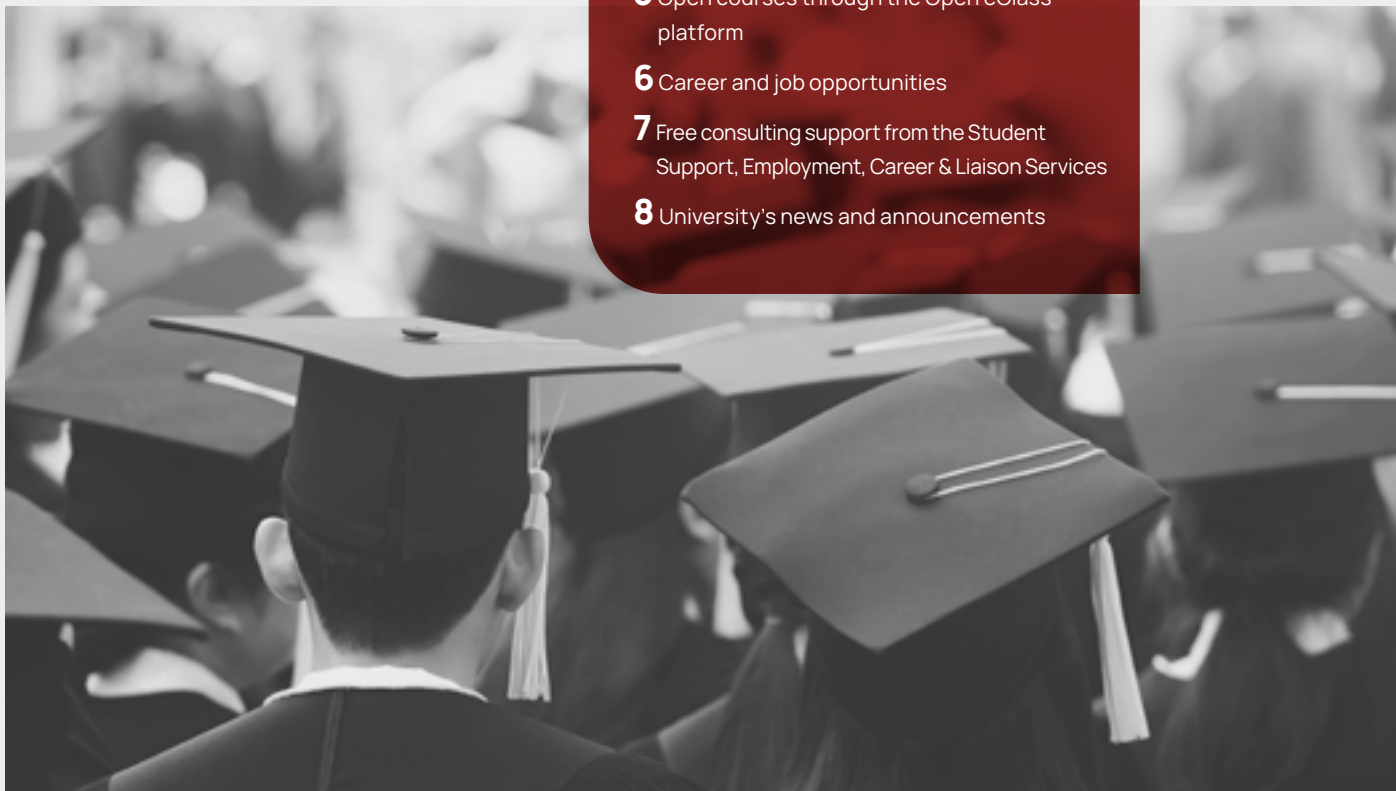 Open courses through the Open eClass
platform
6 Career and job opportunities
7 Free consulting support from the Student
Support, Employment, Career & Liaison Services
8 University's news and announcements